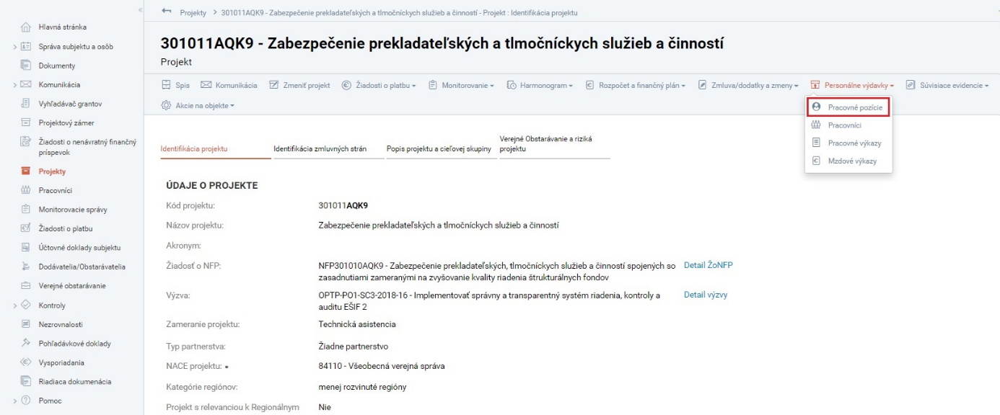 Projekty > 301011AQK9 - Zabezpečenie prekladateľských a tlmočníckych služieb a činností - Projekt : Identifikácia projektu
Hlavná stránka
Správa subjektu a osôb
Dokumenty
Komunikácia
Vyhľadávač grantov
Projektový zámer
Žiadosti o nenávratný finančný
príspevok
Projekty
Pracovníci
Monitorovacie správy
Žiadosti o platbu
Účtovné doklady subjektu
Dodávatelia/Obstarávatelia
Verejné obstarávanie
Kontroly
Nezrovnalosti
Pohľadávkové doklady
Vysporiadania
Riadiaca dokumenácia
Pomoc
301011AQK9 - Zabezpečenie prekladateľských a tlmočníckych služieb a činností
Projekt
Spis Komunikácia Zmeniť projekt Žiadosti o platbu Monitorovanie Harmonogram Rozpočet a finančný plán Zmluva/dodatky a zmeny Personálne výdavky Súvisiace evidencie
Akcie na objekte
Pracovné pozície
Pracovníci
Pracovné výkazy
Mzdové výkazy
Identifikácia projektu
Identifikácia zmluvných strán
Popis projektu a cieľovej skupiny
Verejné Obstarávanie a riziká
projektu
ÚDAJE O PROJEKTE
Kód projektu: 301011AQK9
Názov projektu: Zabezpečenie prekladateľských a tlmočníckych služieb a činností
Akronym:
Žiadosť o NFP: NFP301010AQK9 - Zabezpečenie prekladateľských, tlmočníckych služieb a činností spojených so Detail ŽoNFP
zasadnutiami zameranými na zvyšovanie kvality riadenia štrukturálnych fondov
Výzva: OPTP-PO1-SC3-2018-16 - Implementovať správny a transparentný systém riadenia, kontroly a Detail výzvy
auditu EŠIF 2
Zameranie projektu: Technická asistencia
Typ partnerstva: Žiadne partnerstvo
NACE projektu: 84110 - Všeobecná verejná správa
Kategórie regiónov: menej rozvinuté regióny
Projekt s relevanciou k Regionálnym Nie